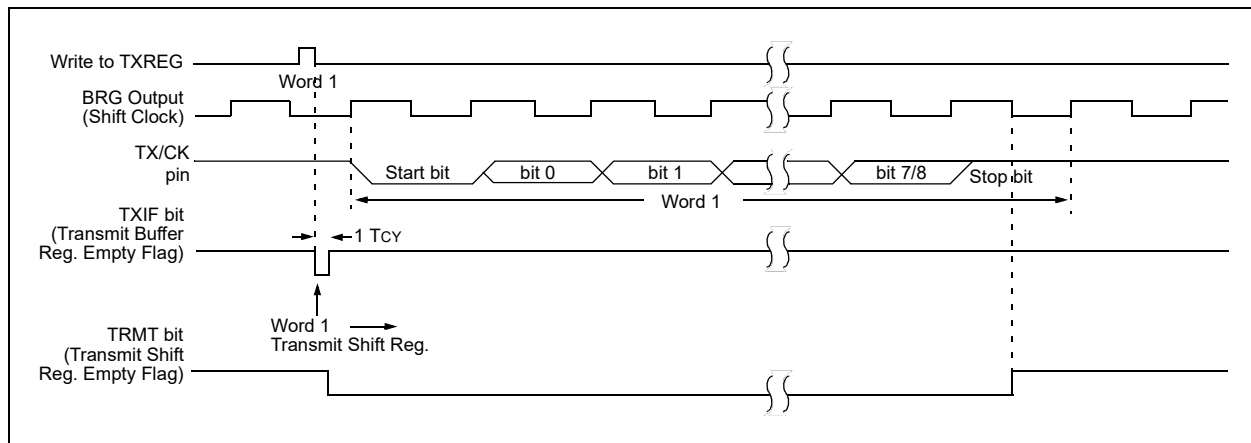 Write to TXREG
Word 1
BRG Output
(Shift Clock)
TX/CK
pin
Start bit
bit 0
bit 1
bit 7/8
Stop bit
Word 1
TXIF bit
(Transmit Buffer
Reg. Empty Flag)
1 TCY
Word 1
Transmit Shift Reg.
TRMT bit
(Transmit Shift
Reg. Empty Flag)